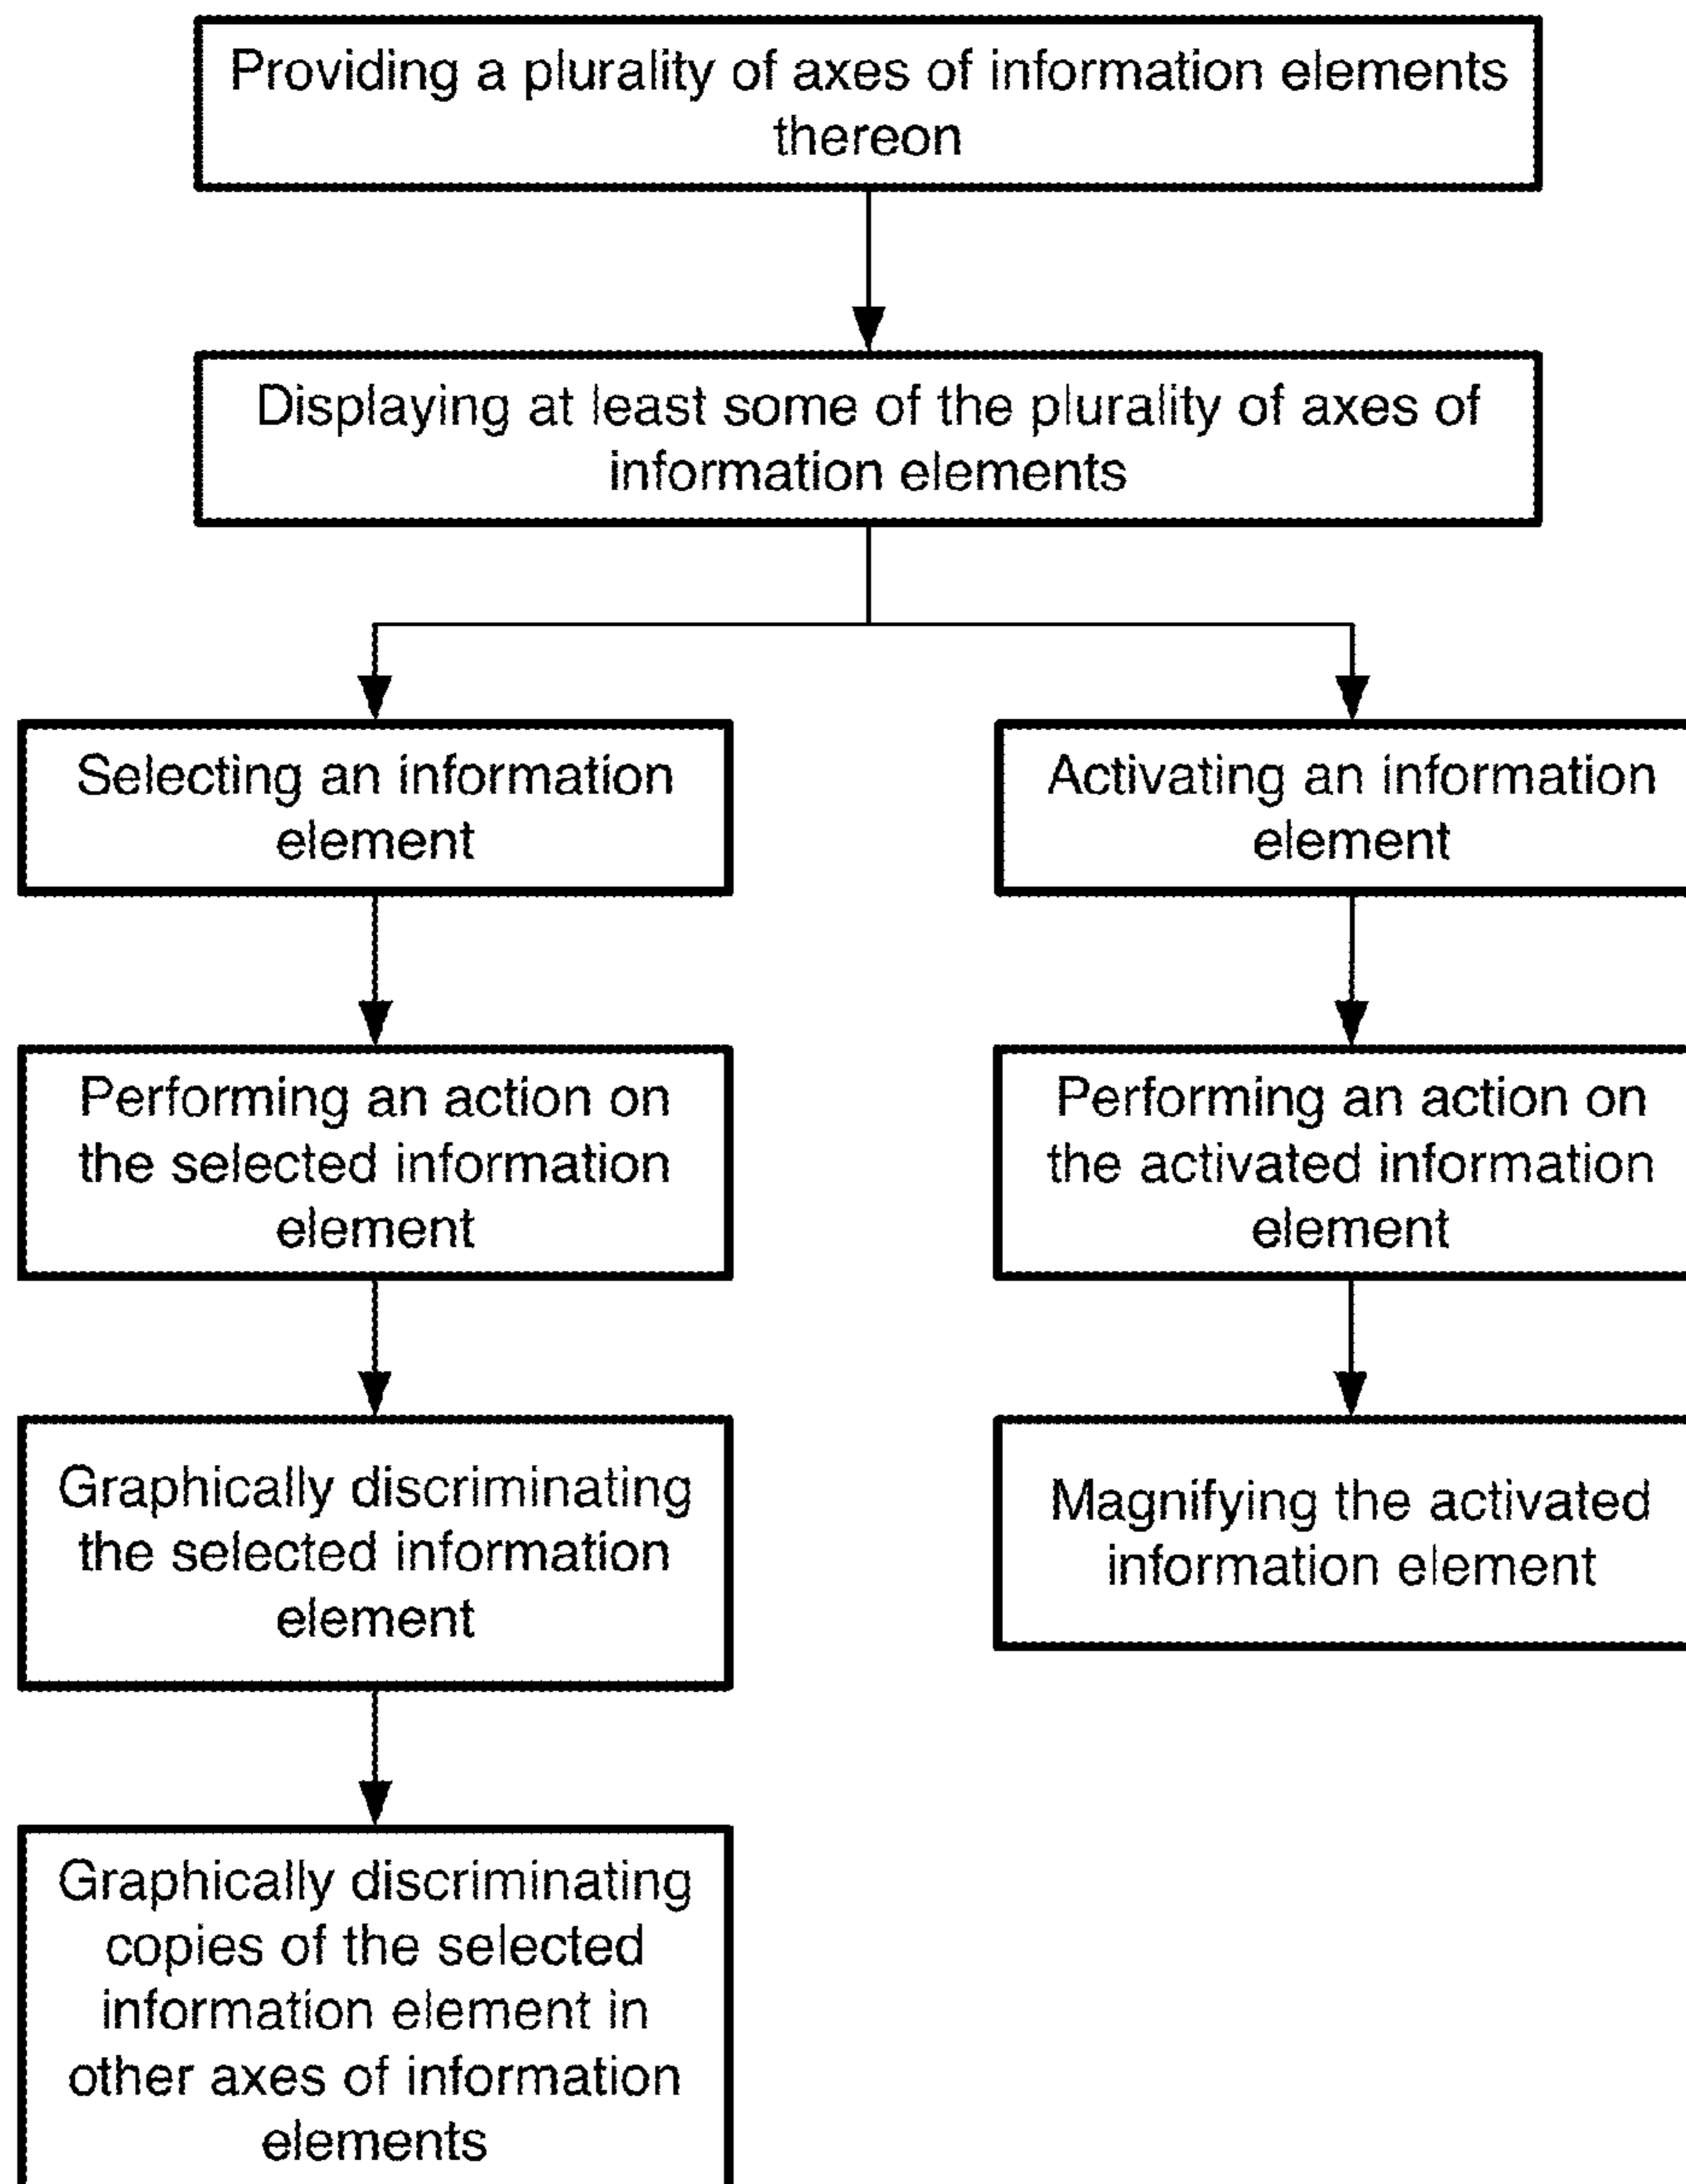 Providing a plurality of axes of information elements
thereon
Displaying at least some of the plurality of axes of
information elements
Selecting an information
element
Activating an information
element
Performing an action on
the selected information
element
Performing an action on
the activated information
element
Graphically discriminating
the selected information
element
Magnifying the activated
information element
Graphically discriminating
copies of the selected
information element in
other axes of information
elements